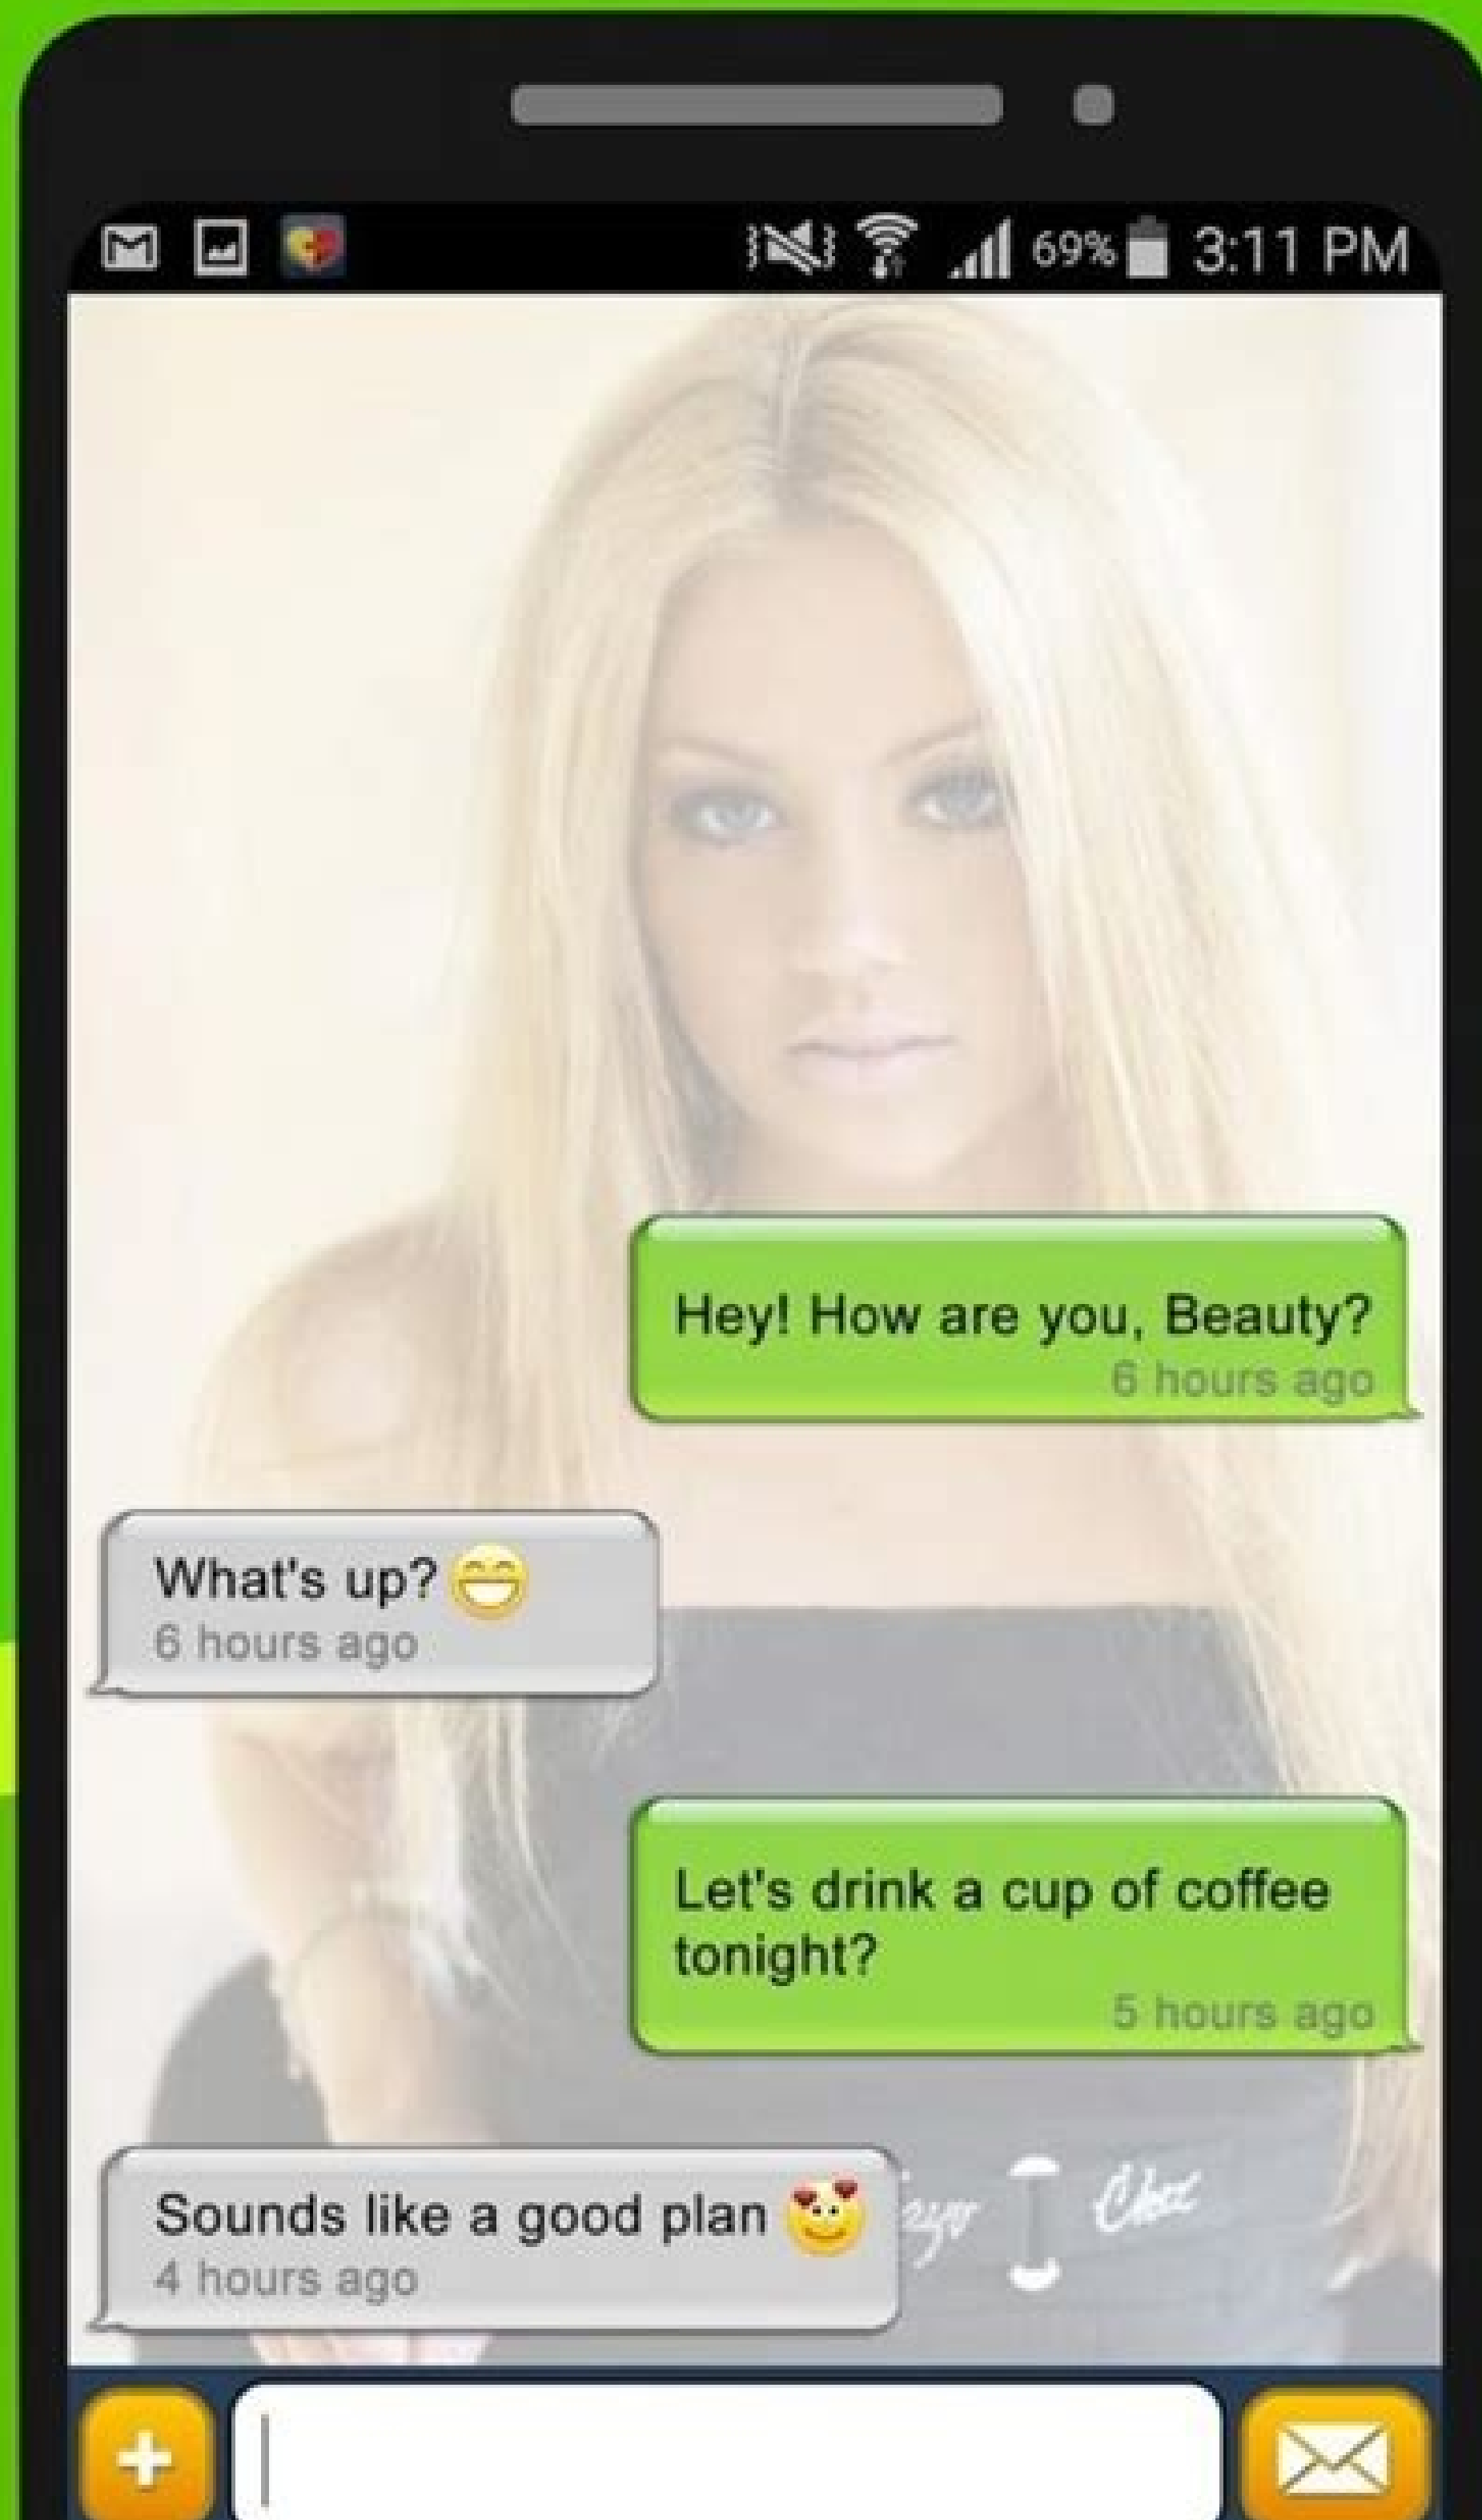 69% 3:11 PM
Hey! How are you, Beauty?
6 hours ago
What's up?
6 hours ago
Let's drink a cup of coffee
tonight?
5 hours ago
Sounds like a good plan
4 hours ago